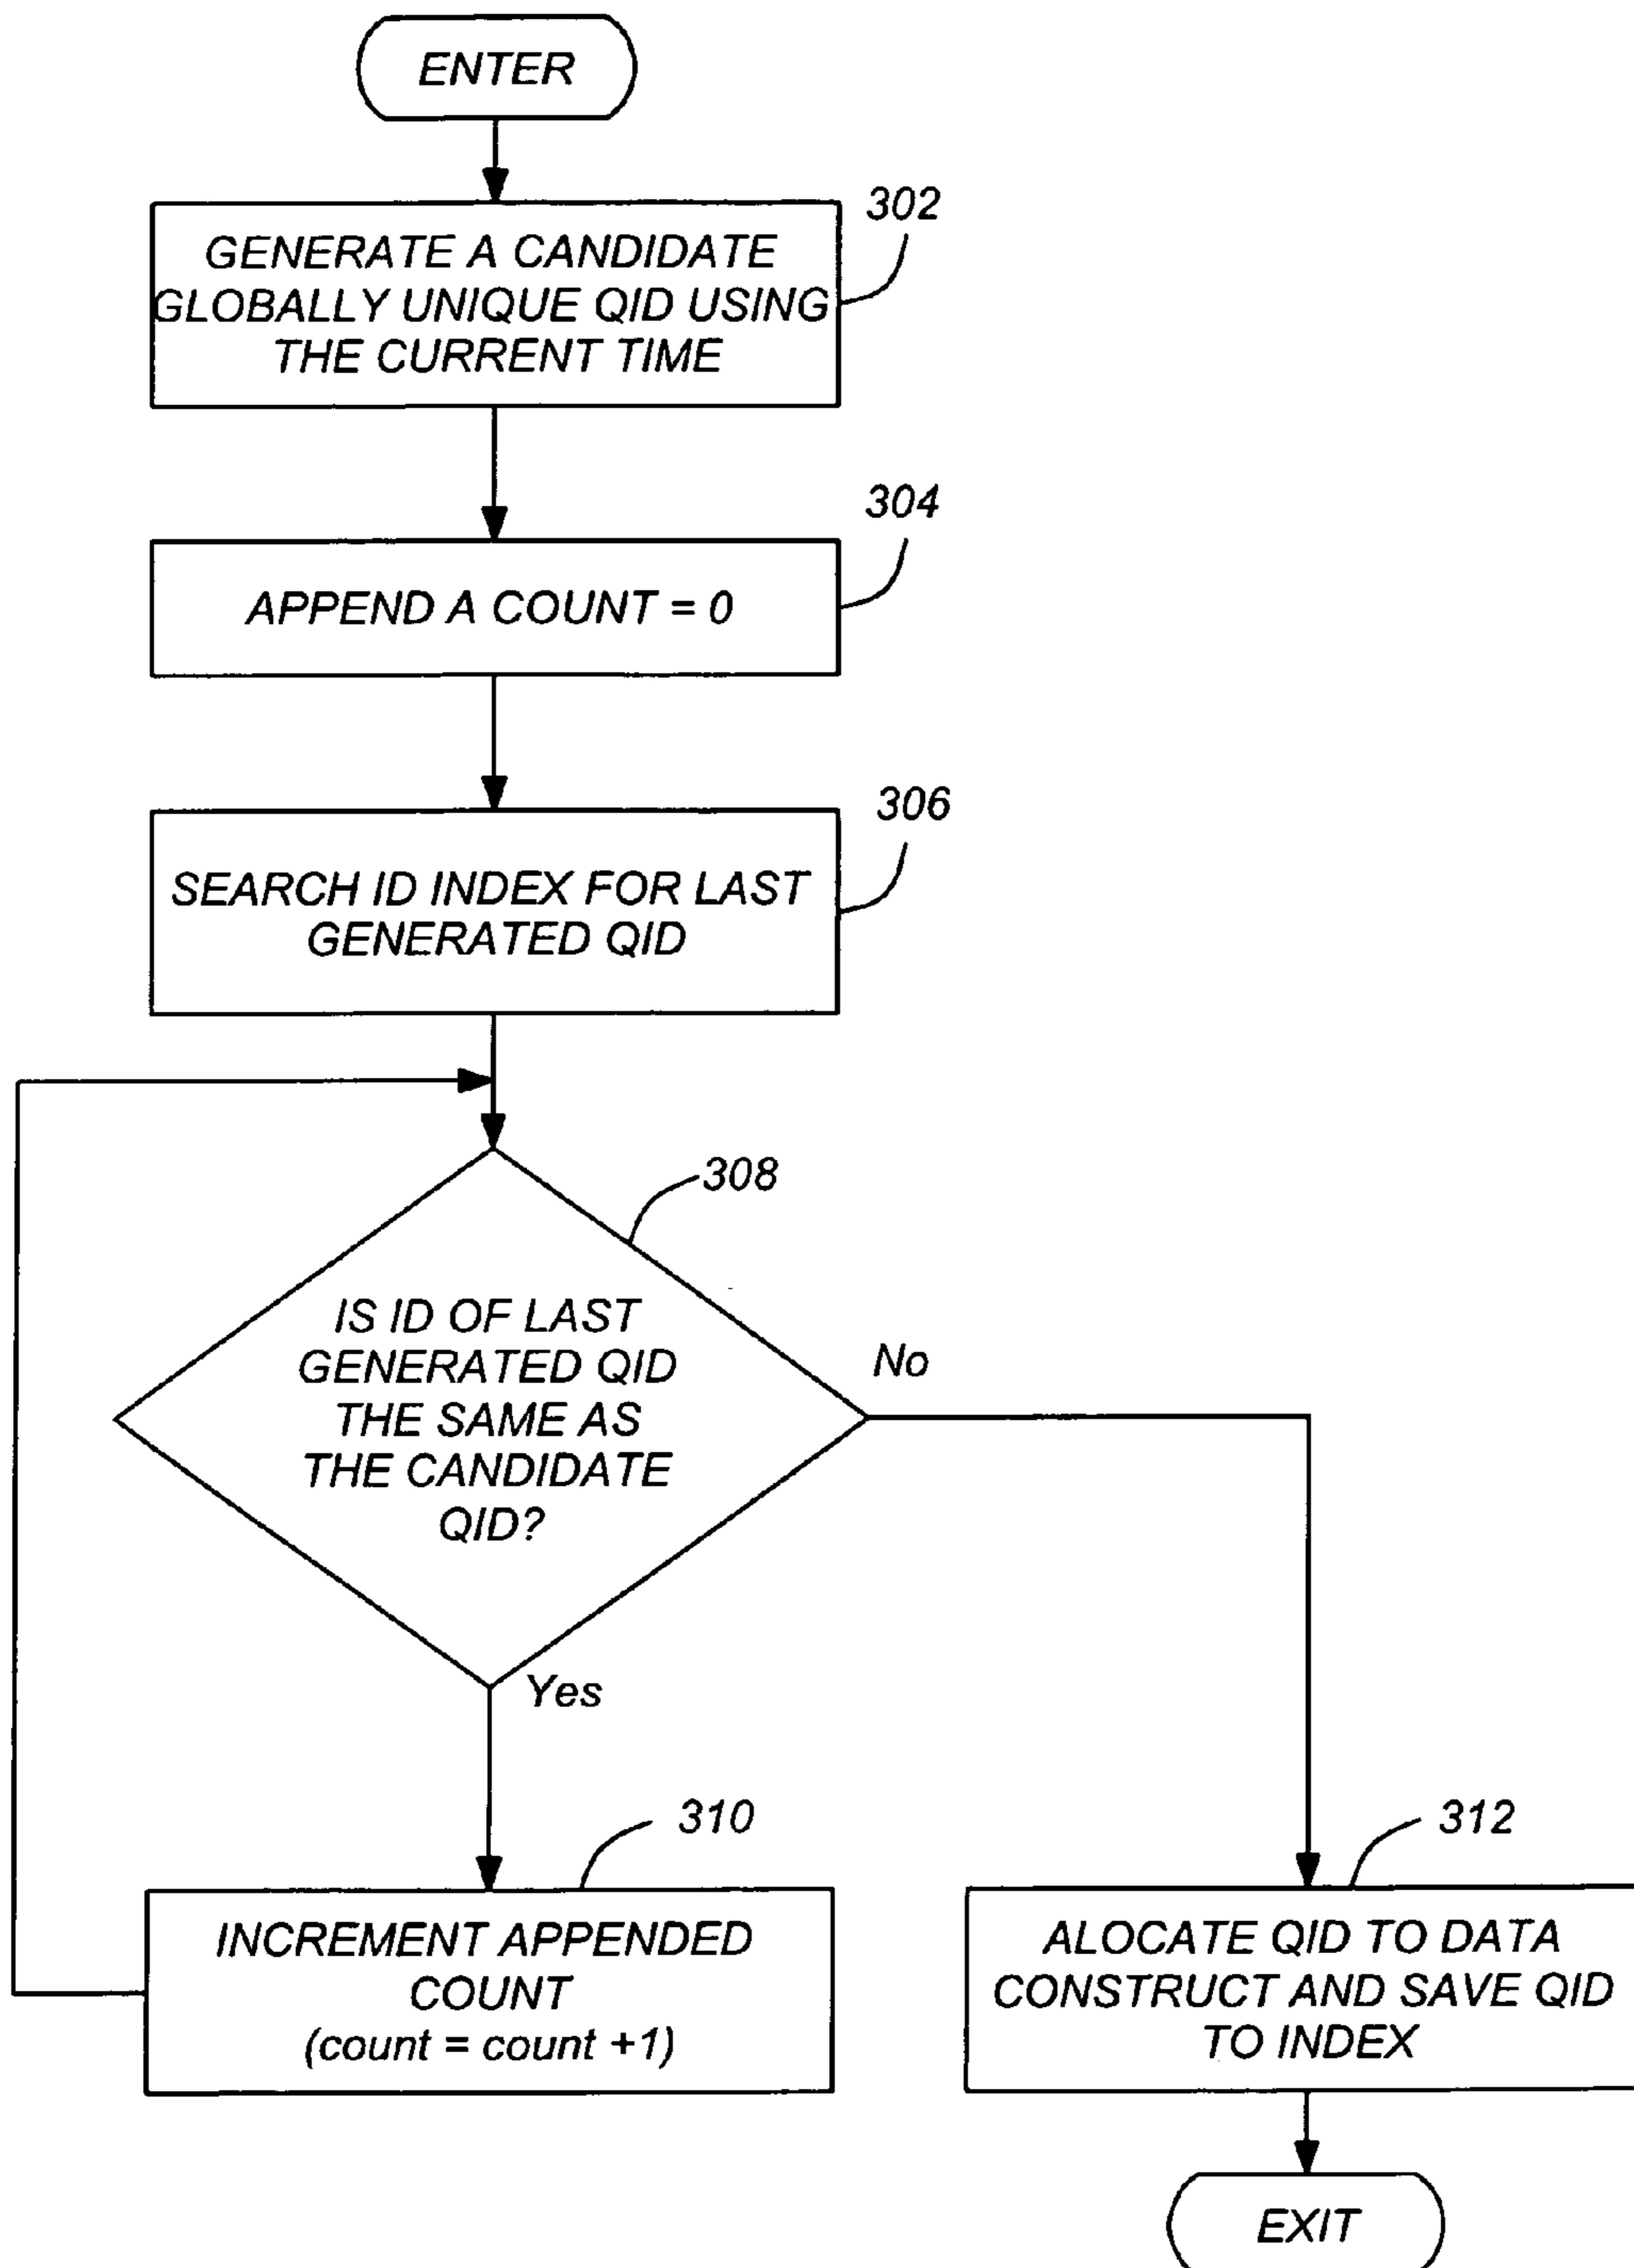 ENTER
302
GENERATE A CANDIDATE
GLOBALLY UNIQUE QID USING
THE CURRENT TIME
304
APPEND A COUNT = 0
306
SEARCH ID INDEX FOR LAST
GENERATED QID
308
IS ID OF LAST
GENERATED QID
THE SAME AS
THE CANDIDATE
QID?
No
Yes
310
INCREMENT APPENDED
COUNT
(count = count +1)
312
ALOCATE QID TO DATA
CONSTRUCT AND SAVE QID
TO INDEX
EXIT